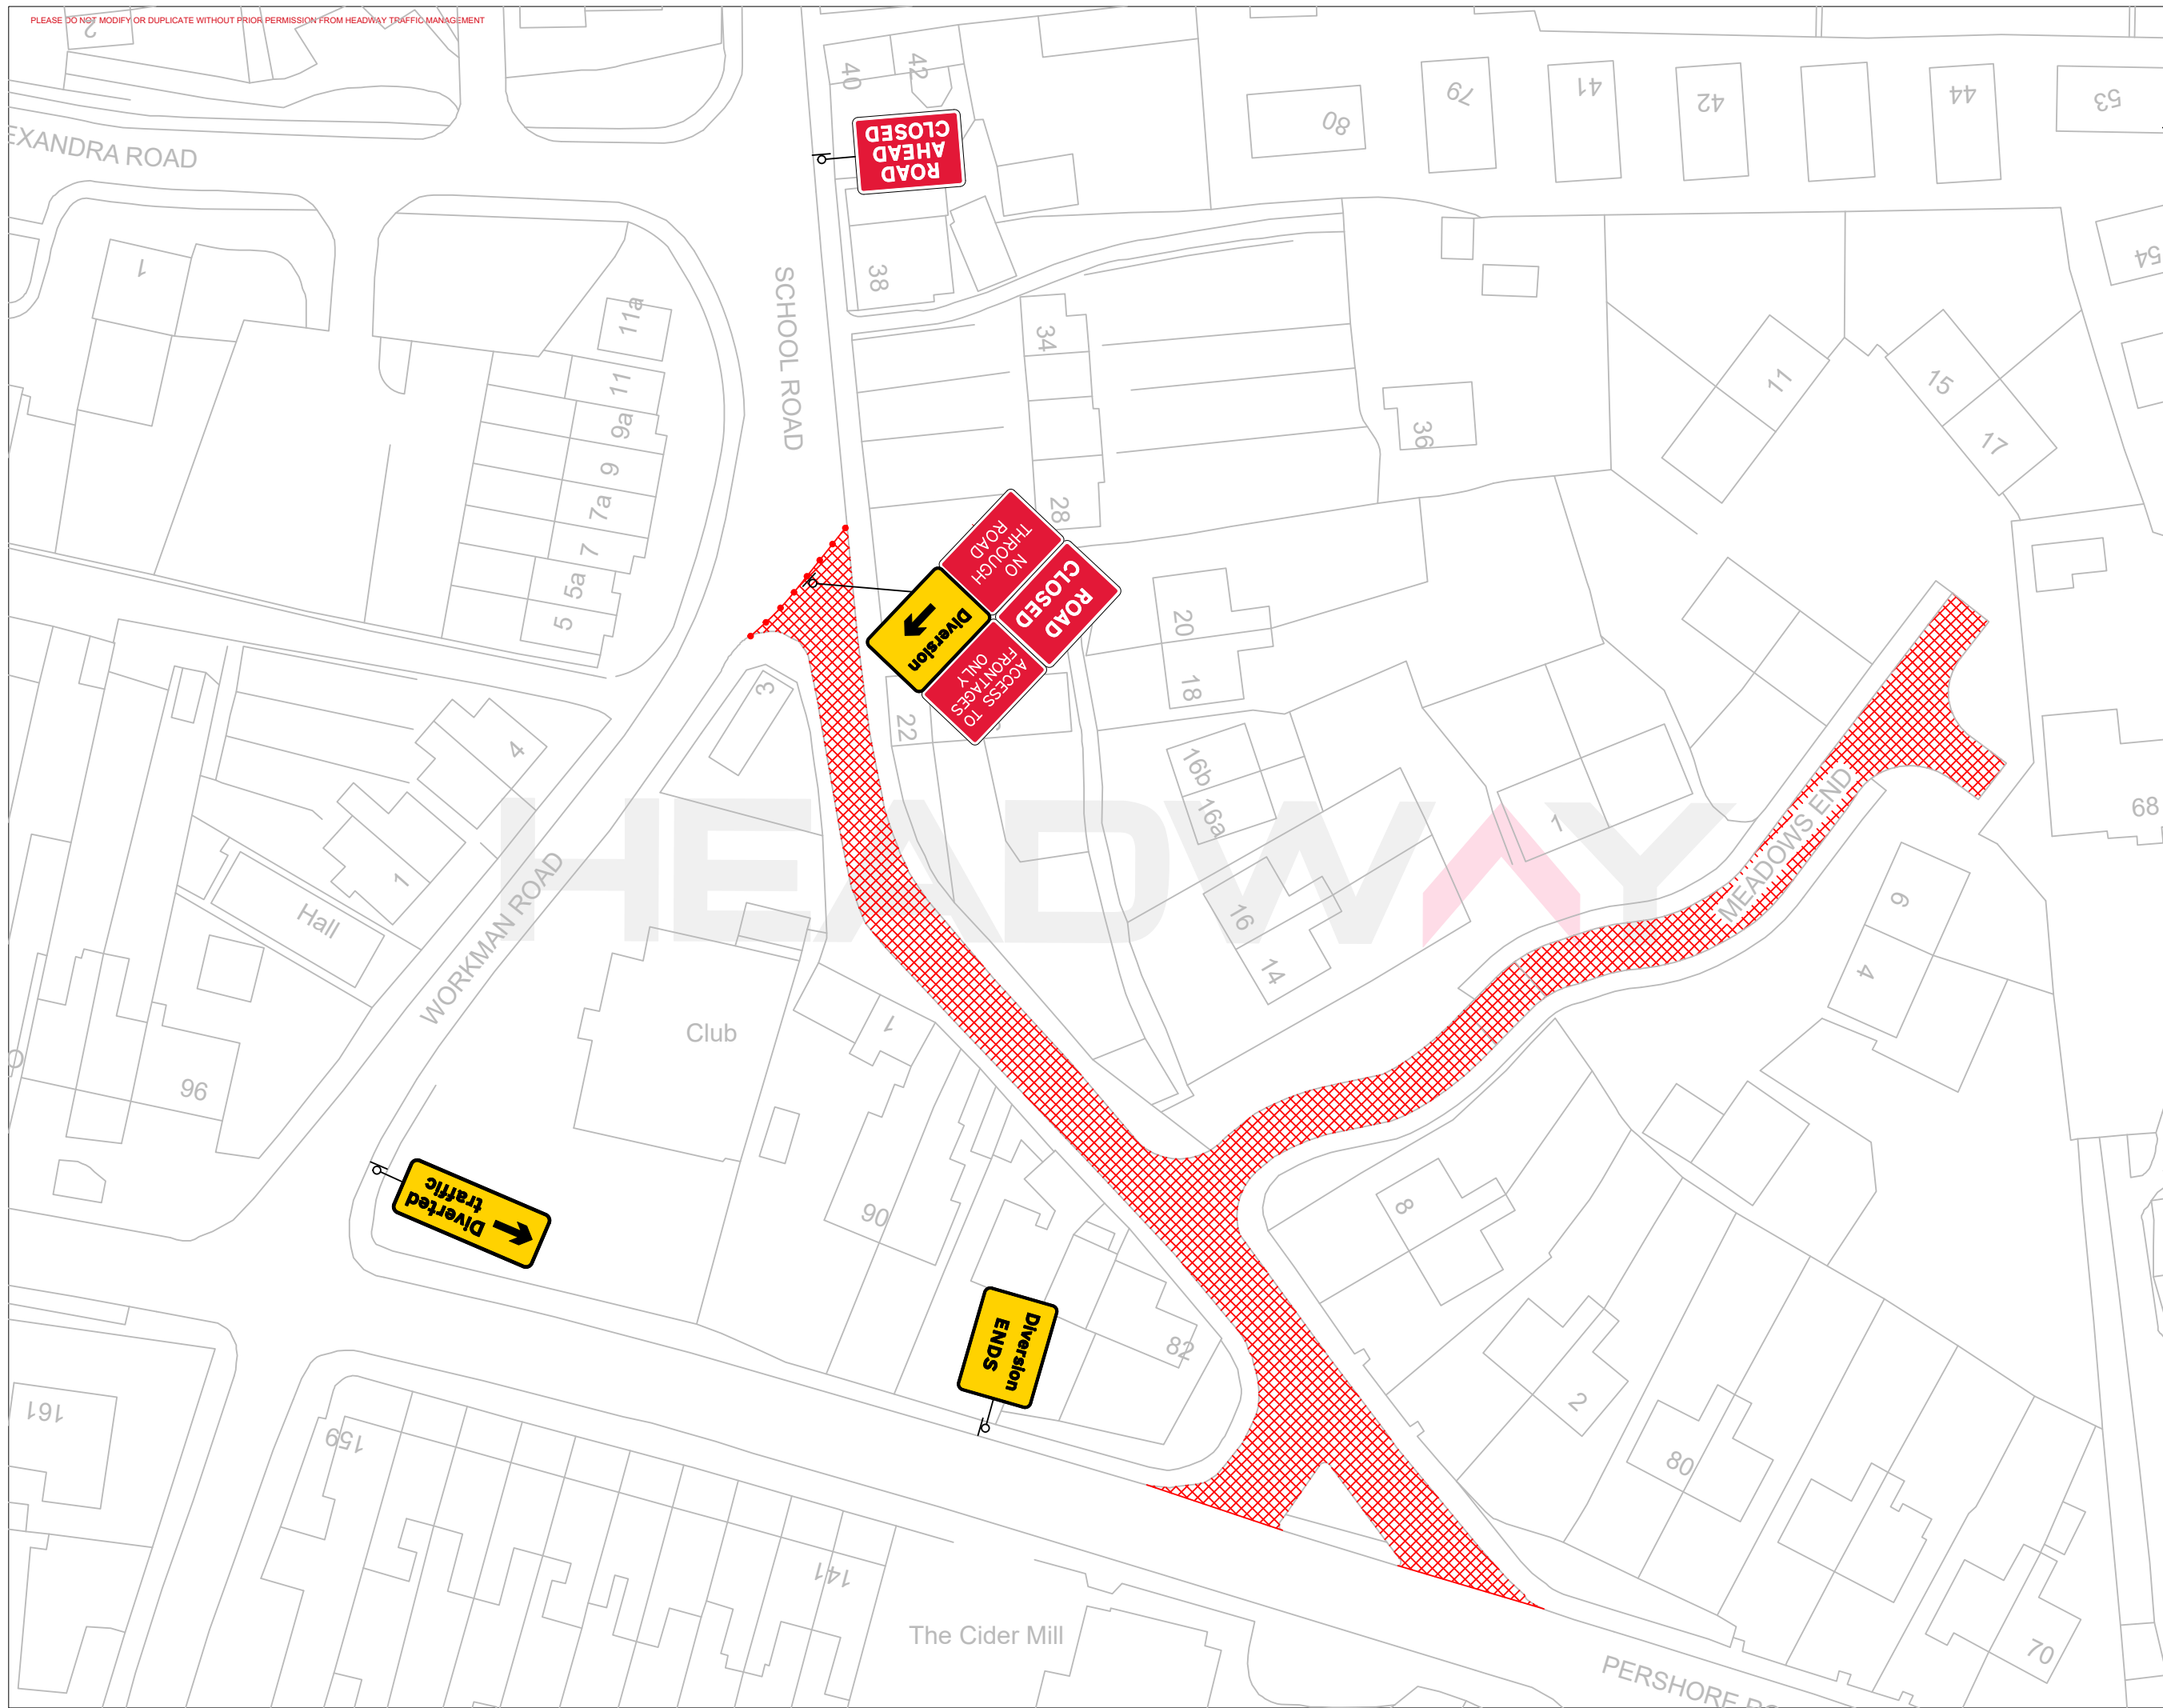 PLEASE DO NOT MODIFY OR DUPLICATE WITHOUT PRIOR PERMISSION FROM HEADWAY TRAFFIC MANAGEMENT
2
40
42
79
41
42
44
53
80
EXANDRA ROAD
ROAD
AHEAD
CLOSED
1
SCHOOL ROAD
38
54
11a
34
11
11
15
9a
36
17
9
7a
28
NO
THROUGH
ROAD
ROAD
CLOSED
7
5a
5
Diversion
20
ACCESS TO
FRONTAGES
ONLY
3
18
22
4
16b
16a
68
HEADWAY
1
MEADOWS END
1
Hall
WORKMAN ROAD
16
14
6
4
Club
1
96
Diverted
traffic
90
8
Diversion
ENDS
82
2
161
159
80
141
The Cider Mill
70
PERSHORE RO